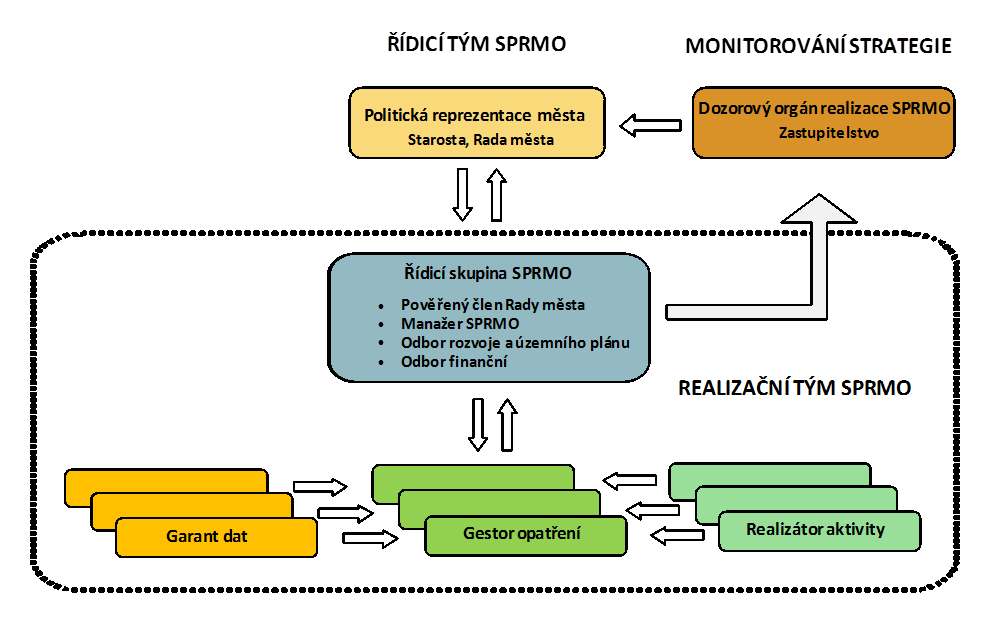 ŘÍDICÍ TÝM SPRMO
MONITOROVÁNÍ STRATEGIE
Politická reprezentace města
Starosta, Rada města
Dozorový orgán realizace SPRMO
Zastupitelstvo
Řídicí skupina SPRMO
• Pověřený člen Rady města
• Manažer SPRMO
• Odbor rozvoje a územního plánu
• Odbor finanční
REALIZAČNÍ TÝM SPRMO
Garant dat
Gestor opatření
Realizátor aktivity